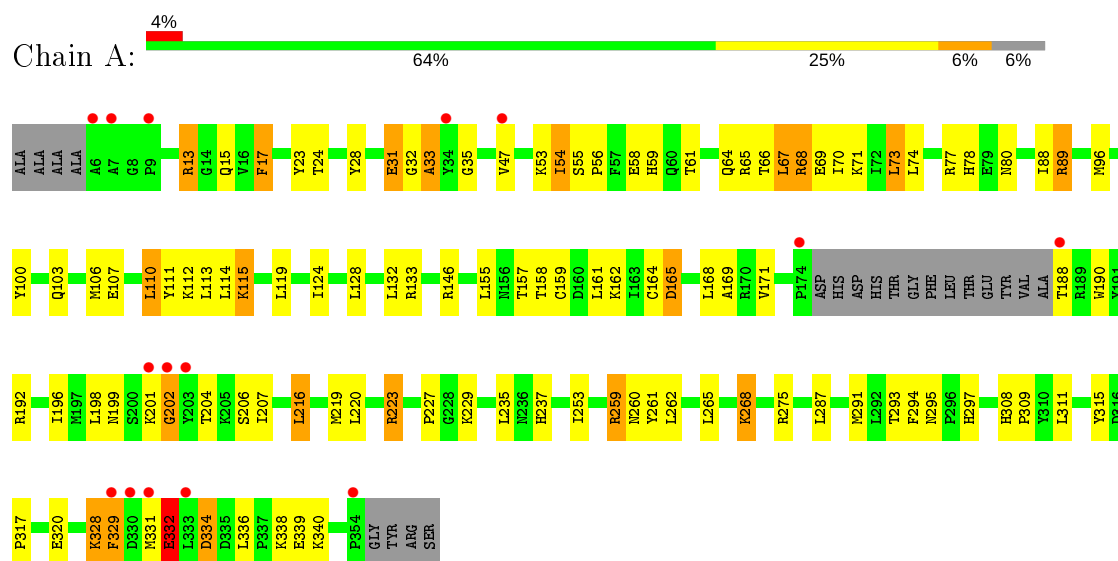 4%
Chain A:
64% 25% 6% 6%
ALA ALA ALA ALA A6 A7 G8 P9 R13 G14 Q15 V16 F17 Y23 T24 Y28 E31 G32 A33 Y34 G35 V47 K53 I54 S55 P56 F57 E58 H59 Q60 T61 Q64 R65 T66 L67 R68 E69 I70 K71 I72 L73 L74 R77 H78 E79 N80 I88 R89 M96
Y100 Q103 M106 E107 L110 Y111 K112 L113 L114 K115 L119 I124 L128 L132 R133 R146 L155 N156 T157 T158 C159 D160 L161 K162 I163 C164 D165 L168 A169 R170 V171 P174 ASP HIS ASP HIS THR GLY PHE LEU THR GLU TYR VAL ALA T188 R189 W190 Y191
R192 I196 M197 L198 N199 S200 K201 G202 Y203 T204 K205 S206 I207 L216 M219 L220 R223 P227 G228 K229 L235 N236 H237 I253 R259 N260 Y261 L262 L265 K268 R275 L287 M291 L292 T293 F294 N295 P296 H297 H308 P309 Y310 L311 Y315 D316
P317 E320 K328 F329 D330 M331 E332 L333 D334 D335 L336 P337 K338 E339 K340 P354 GLY TYR ARG SER